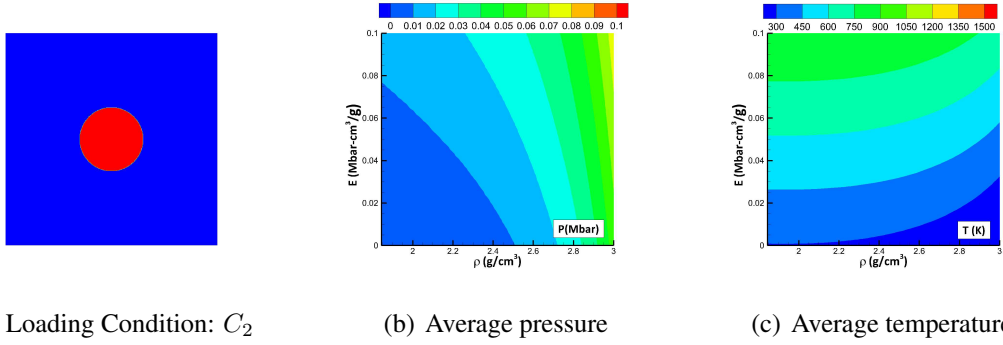 0 0.01 0.02 0.03 0.04 0.05 0.06 0.07 0.08 0.09 0.1
300 450 600 750 900 1050 1200 1350 1500
0.1
0.08
0.06
0.04
0.02
0
E (Mbar-cm³/g)
P(Mbar)
2 2.2 2.4 2.6 2.8 3
ρ (g/cm³)
0.1
0.08
0.06
0.04
0.02
0
E (Mbar-cm³/g)
T (K)
2 2.2 2.4 2.6 2.8 3
ρ (g/cm³)
Loading Condition: C₂
(b) Average pressure
(c) Average temperature